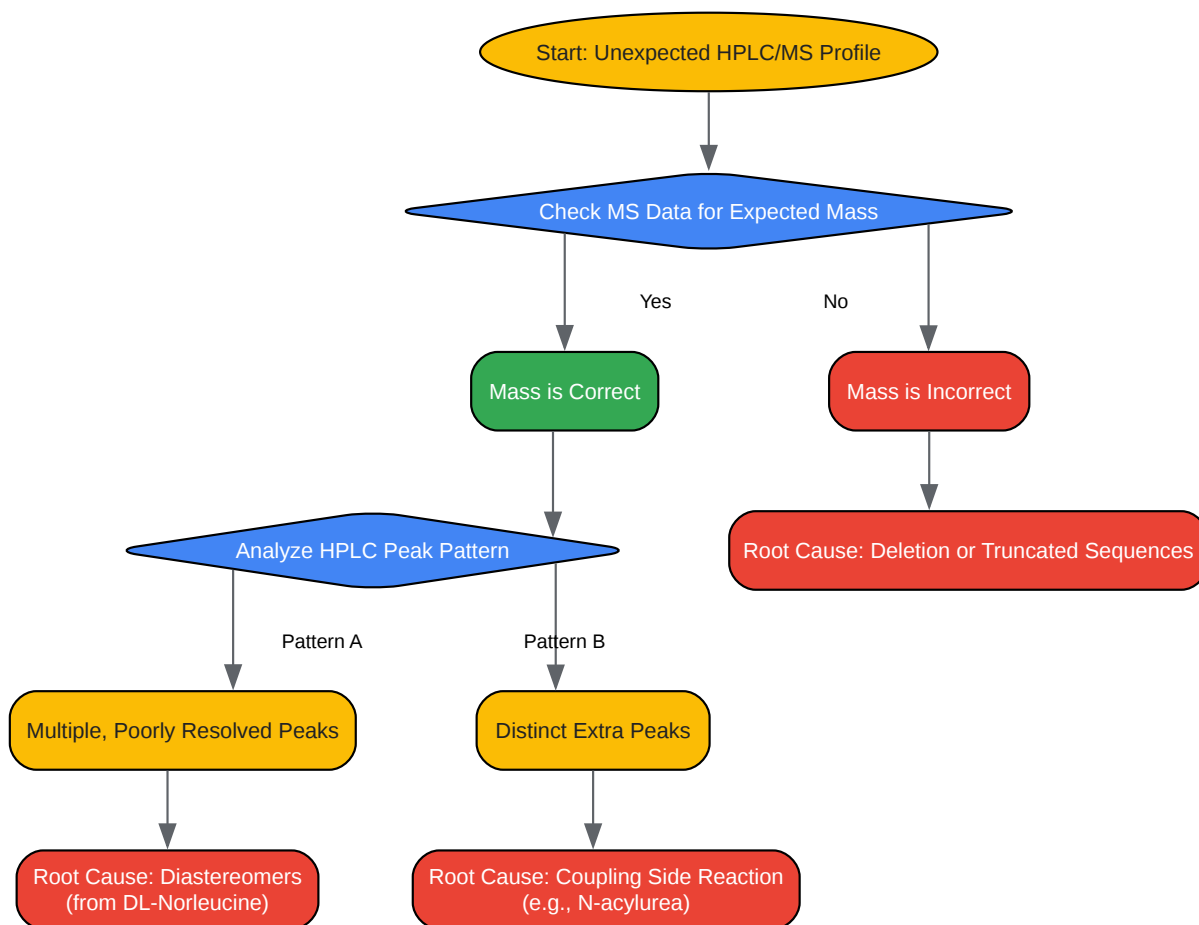 Start: Unexpected HPLC/MS Profile
Check MS Data for Expected Mass
Yes
No
Mass is Correct
Mass is Incorrect
Analyze HPLC Peak Pattern
Root Cause: Deletion or Truncated Sequences
Pattern A
Pattern B
Multiple, Poorly Resolved Peaks
Distinct Extra Peaks
Root Cause: Diastereomers
(from DL-Norleucine)
Root Cause: Coupling Side Reaction
(e.g., N-acylurea)